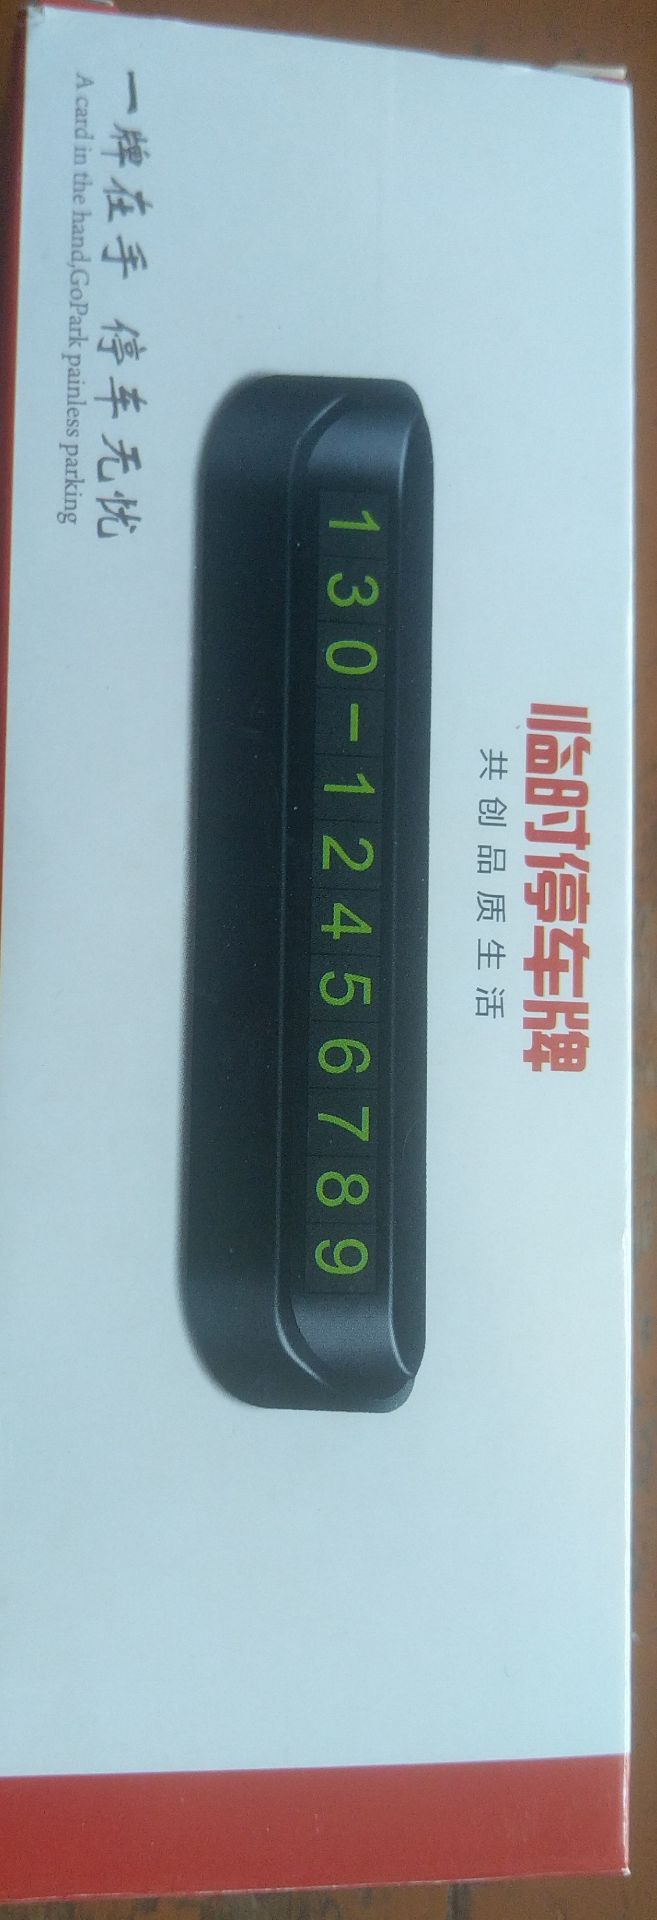 临时停车牌
共创品质生活
130-12456789
一牌在手 停车无忧
A card in the hand,GoPark painless parking